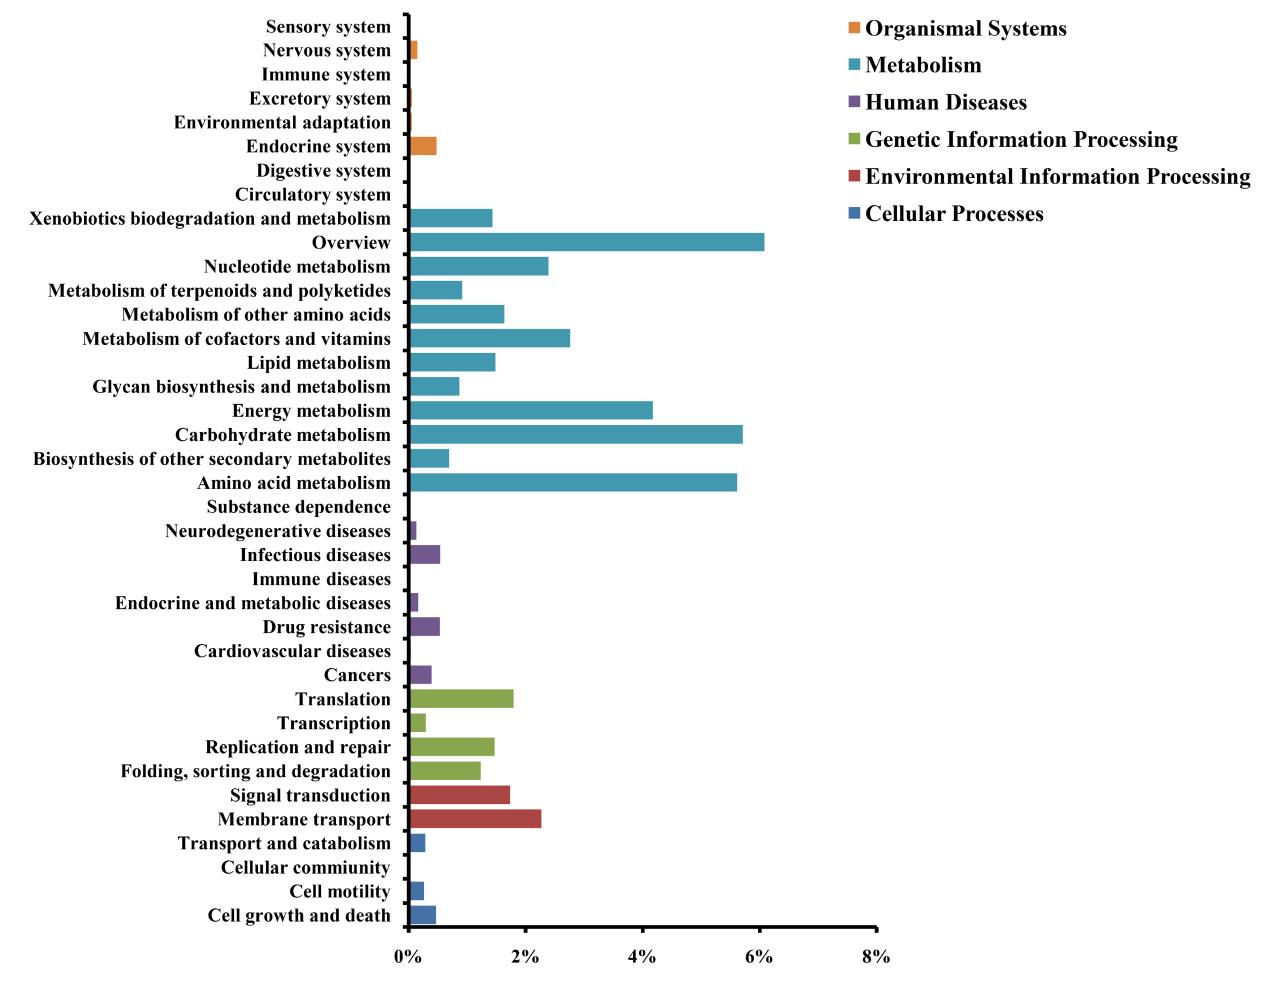 Sensory system
Nervous system
Immune system
Excretory system
Environmental adaptation
Endocrine system
Digestive system
Circulatory system
Xenobiotics biodegradation and metabolism
Overview
Nucleotide metabolism
Metabolism of terpenoids and polyketides
Metabolism of other amino acids
Metabolism of cofactors and vitamins
Lipid metabolism
Glycan biosynthesis and metabolism
Energy metabolism
Carbohydrate metabolism
Biosynthesis of other secondary metabolites
Amino acid metabolism
Substance dependence
Neurodegenerative diseases
Infectious diseases
Immune diseases
Endocrine and metabolic diseases
Drug resistance
Cardiovascular diseases
Cancers
Translation
Transcription
Replication and repair
Folding, sorting and degradation
Signal transduction
Membrane transport
Transport and catabolism
Cellular commiunity
Cell motility
Cell growth and death
0% 2% 4% 6% 8%
Organismal Systems
Metabolism
Human Diseases
Genetic Information Processing
Environmental Information Processing
Cellular Processes